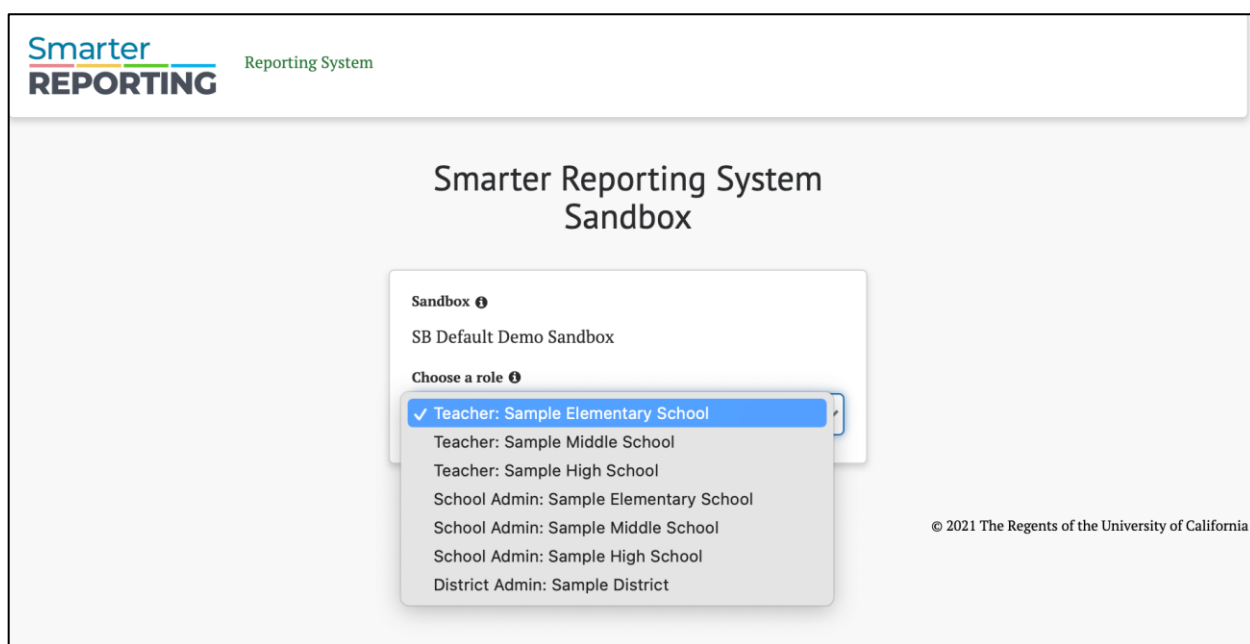 Smarter
REPORTING
Reporting System
Smarter Reporting System
Sandbox
Sandbox
SB Default Demo Sandbox
Choose a role
✓ Teacher: Sample Elementary School
Teacher: Sample Middle School
Teacher: Sample High School
School Admin: Sample Elementary School
School Admin: Sample Middle School
School Admin: Sample High School
District Admin: Sample District
© 2021 The Regents of the University of California